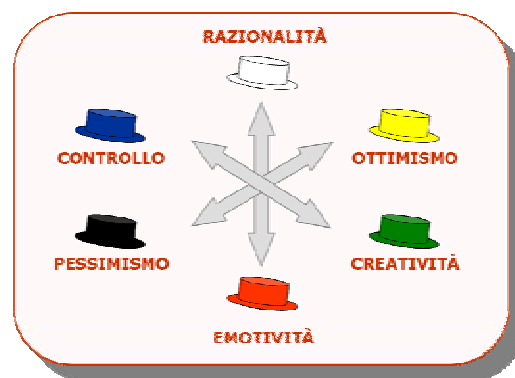 RAZIONALITÀ
CONTROLLO
OTTIMISMO
PESSIMISMO
CREATIVITÀ
EMOTIVITÀ